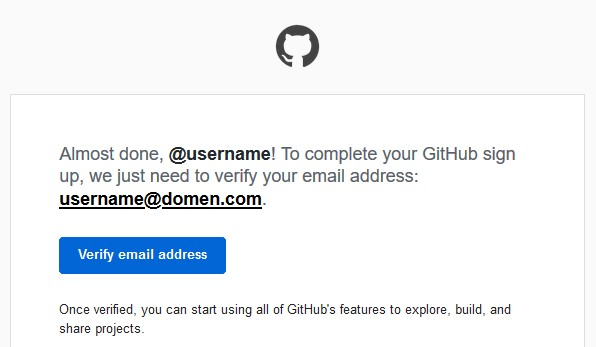 Almost done, @username! To complete your GitHub sign
up, we just need to verify your email address:
username@domen.com.
Verify email address
Once verified, you can start using all of GitHub's features to explore, build, and
share projects.